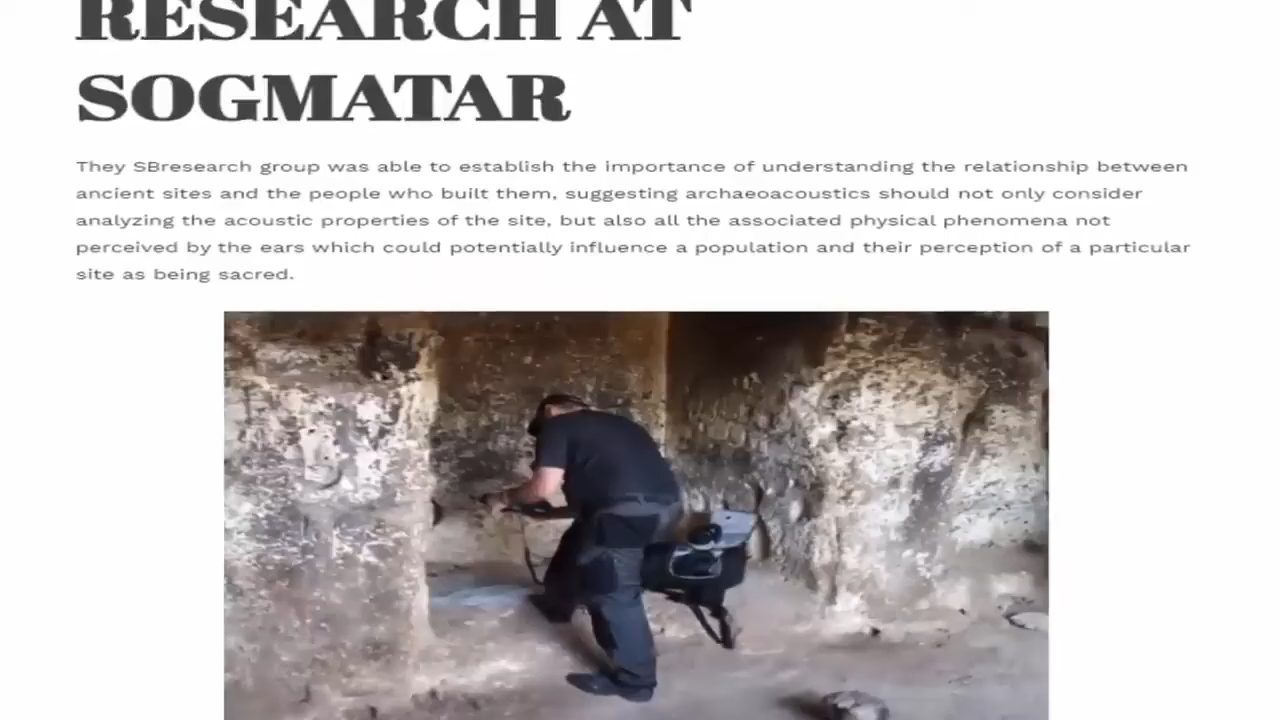 RESEARCH AT
SOGMATAR
They SBresearch group was able to establish the importance of understanding the relationship between
ancient sites and the people who built them, suggesting archaeoacoustics should not only consider
analyzing the acoustic properties of the site, but also all the associated physical phenomena not
perceived by the ears which could potentially influence a population and their perception of a particular
site as being sacred.